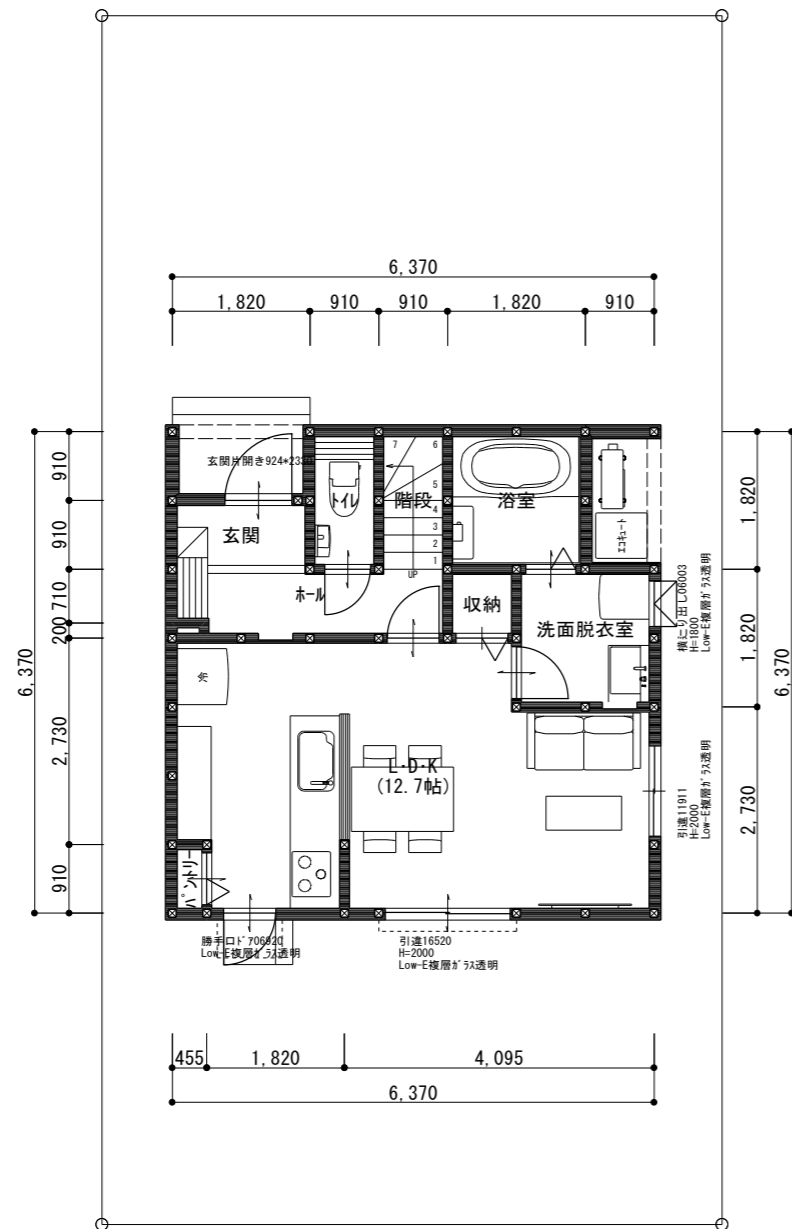 6,370
1,820
910
910
1,820
910
910
910
710
200
2,730
910
6,370
1,820
1,820
2,730
6,370
玄関片開き924*2330
トイレ
7
6
5
4
3
2
1
UP
階段
浴室
エコキュート
玄関
ホール
収納
洗面脱衣室
横辷り出し06003
H=1800
Low-E複層ガラス透明
冷
L・D・K
(12.7帖)
引違11911
H=2000
Low-E複層ガラス透明
パントリー
勝手口ドア06920
Low-E複層ガラス透明
引違16520
H=2000
Low-E複層ガラス透明
455
1,820
4,095
6,370